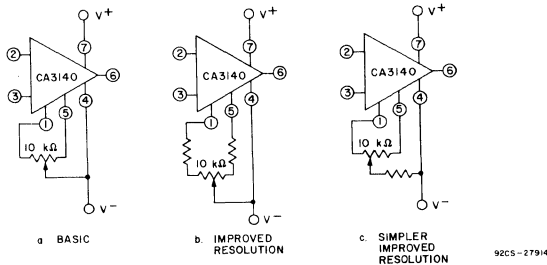 V+
7
2
CA3140
6
3
4
5
1
10 kΩ
V-
a BASIC
V+
7
2
CA3140
6
3
4
5
1
10 kΩ
V-
b. IMPROVED
RESOLUTION
V+
7
2
CA3140
6
3
4
5
1
10 kΩ
V-
c. SIMPLER
IMPROVED
RESOLUTION
92CS-27914